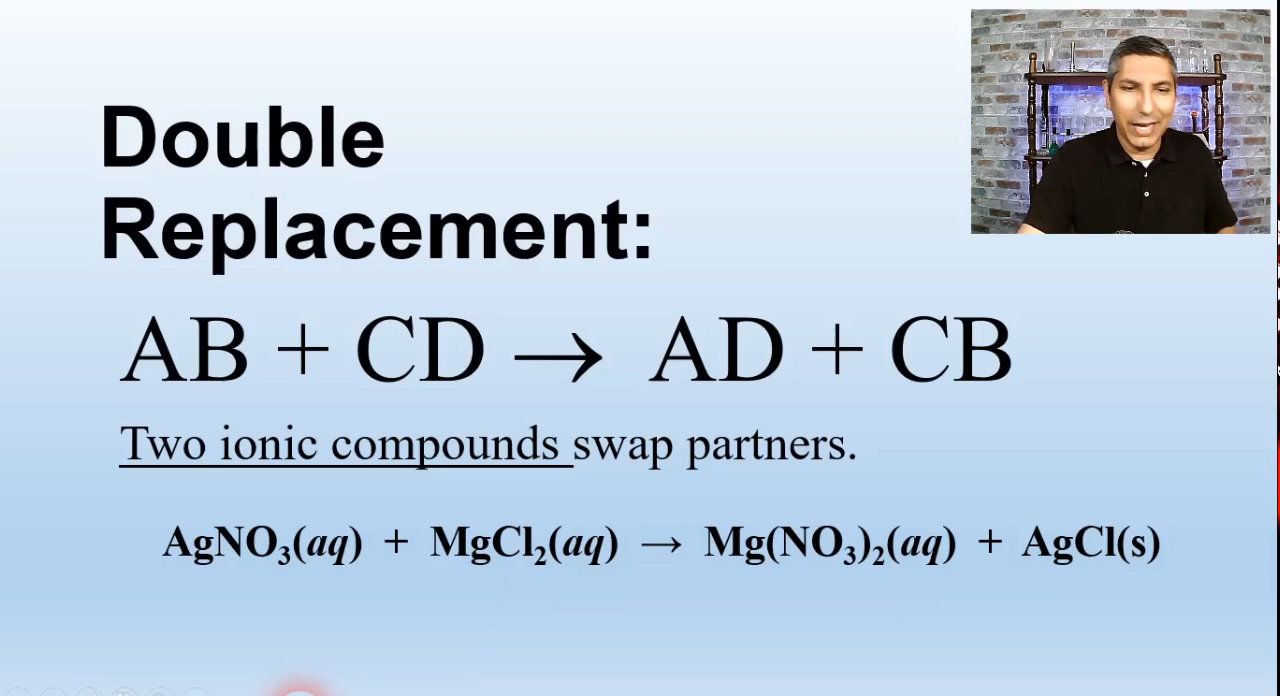 Double
Replacement:
AB + CD → AD + CB
Two ionic compounds swap partners.
AgNO₃(aq) + MgCl₂(aq) → Mg(NO₃)₂(aq) + AgCl(s)